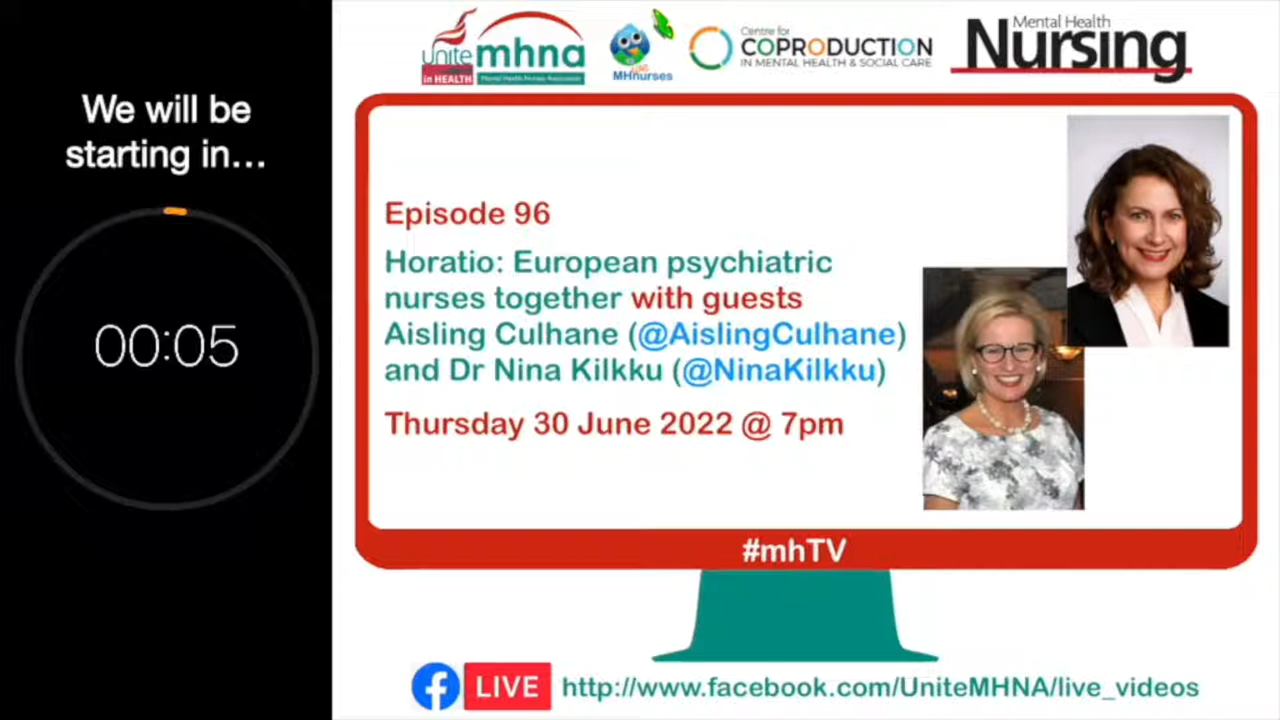 We will be
starting in...
00:05
unite
in HEALTH
mhna
Mental Health Nurses Association
MHnurses
live
Centre for
COPRODUCTION
IN MENTAL HEALTH & SOCIAL CARE
Mental Health
Nursing
Episode 96
Horatio: European psychiatric
nurses together with guests
Aisling Culhane (@AislingCulhane)
and Dr Nina Kilkku (@NinaKilkku)
Thursday 30 June 2022 @ 7pm
#mhTV
LIVE http://www.facebook.com/UniteMHNA/live_videos